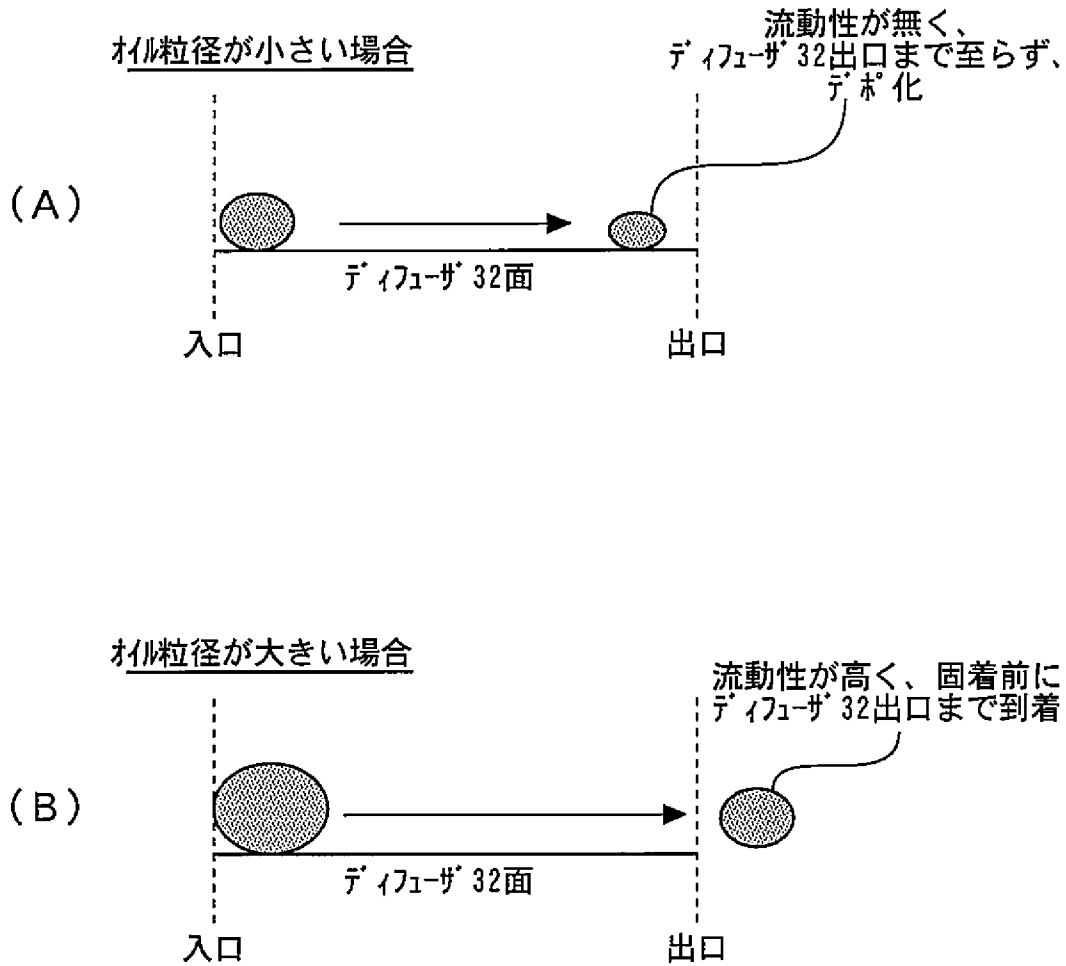 ｵｲﾙ粒径が小さい場合
流動性が無く、
ﾃﾞｨﾌｭｰｻﾞ32出口まで至らず、
ﾃﾞﾎﾟ化
(A)
ﾃﾞｨﾌｭｰｻﾞ32面
入口
出口
ｵｲﾙ粒径が大きい場合
流動性が高く、固着前に
ﾃﾞｨﾌｭｰｻﾞ32出口まで到着
(B)
ﾃﾞｨﾌｭｰｻﾞ32面
入口
出口